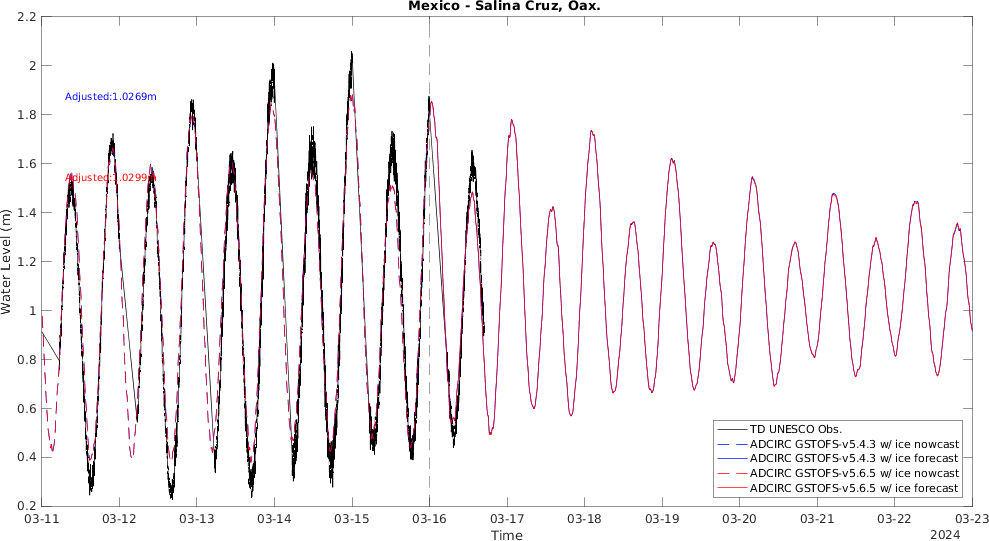 Mexico - Salina Cruz, Oax.
2.2
2
1.8
1.6
1.4
1.2
1
0.8
0.6
0.4
0.2
Water Level (m)
Adjusted:1.0269m
Adjusted:1.0299m
TD UNESCO Obs.
ADCIRC GSTOFS-v5.4.3 w/ ice nowcast
ADCIRC GSTOFS-v5.4.3 w/ ice forecast
ADCIRC GSTOFS-v5.6.5 w/ ice nowcast
ADCIRC GSTOFS-v5.6.5 w/ ice forecast
03-11 03-12 03-13 03-14 03-15 03-16 03-17 03-18 03-19 03-20 03-21 03-22 03-23
Time
2024